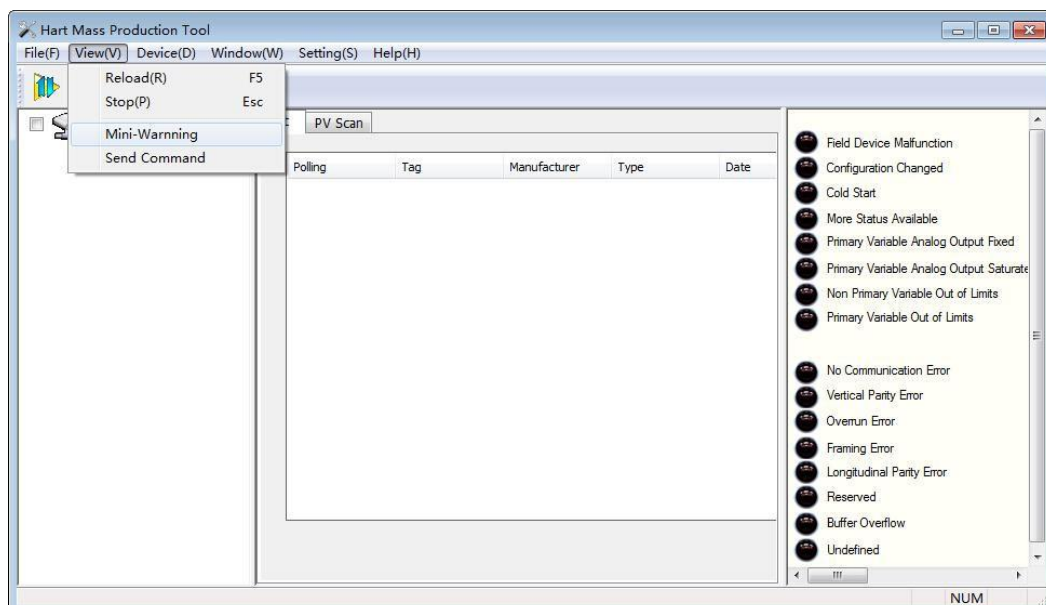 Hart Mass Production Tool
File(F) View(V) Device(D) Window(W) Setting(S) Help(H)
Reload(R) F5
Stop(P) Esc
Mini-Warnning
Send Command
PV Scan
Polling Tag Manufacturer Type Date
Field Device Malfunction
Configuration Changed
Cold Start
More Status Available
Primary Variable Analog Output Fixed
Primary Variable Analog Output Saturate
Non Primary Variable Out of Limits
Primary Variable Out of Limits
No Communication Error
Vertical Parity Error
Overrun Error
Framing Error
Longitudinal Parity Error
Reserved
Buffer Overflow
Undefined
NUM